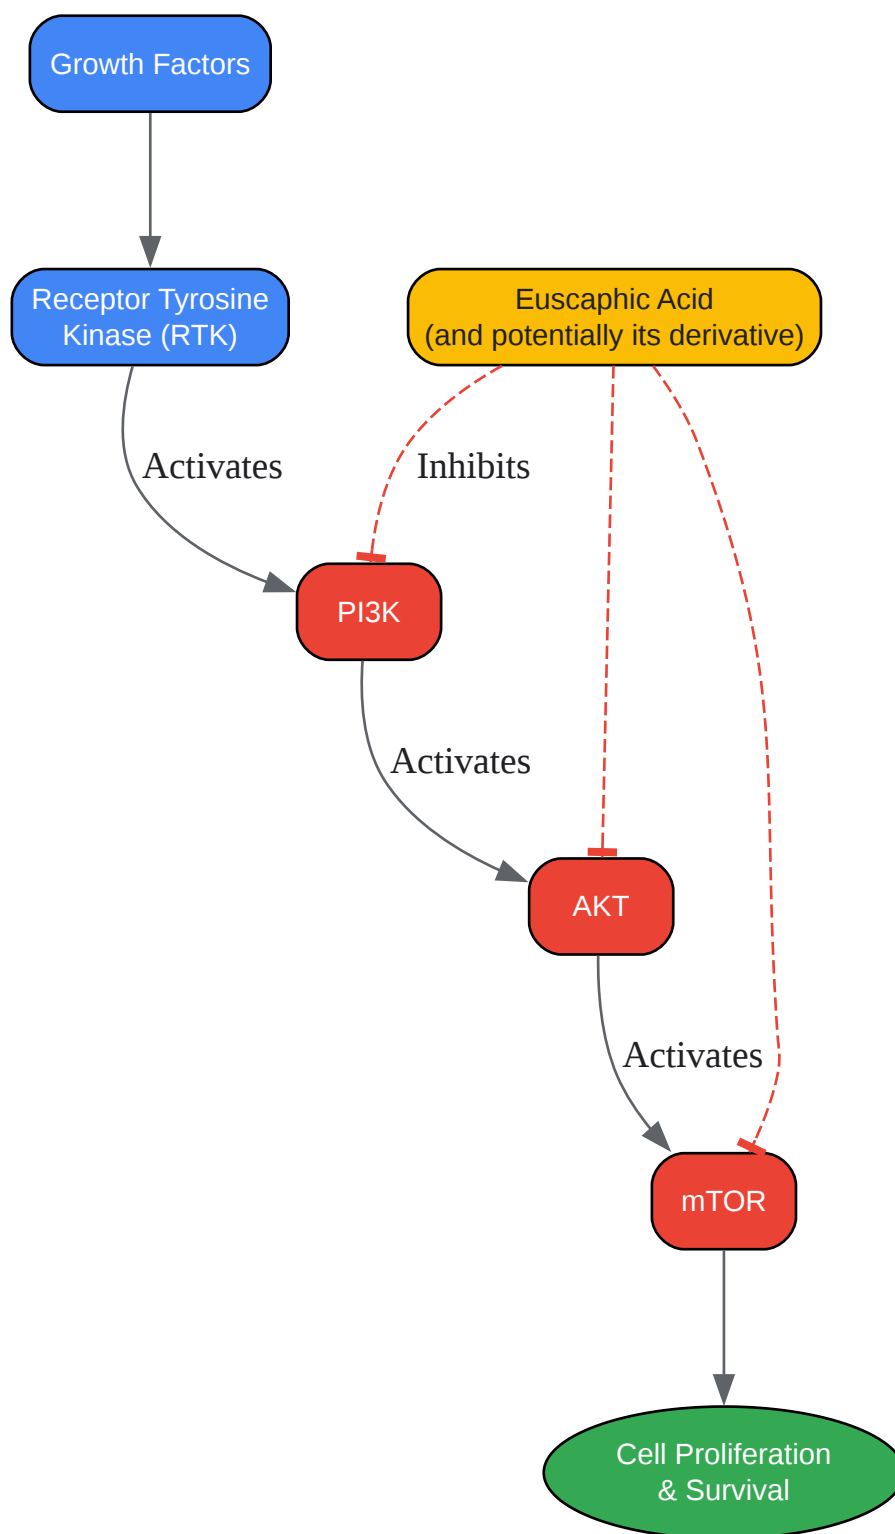 Growth Factors
Receptor Tyrosine
Kinase (RTK)
Euscaphic Acid
(and potentially its derivative)
Activates
Inhibits
PI3K
Activates
AKT
Activates
mTOR
Cell Proliferation
& Survival